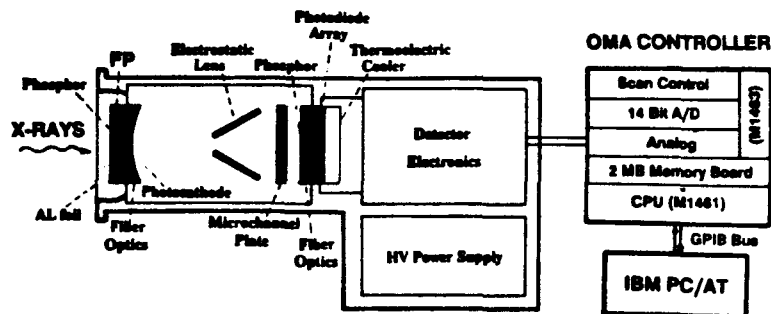 Photodiode
Array
Electrostatic
Lens
Phosphor
Thermoelectric
Cooler
FP
Phosphor
X-RAYS
AL foil
Photocathode
Fiber
Optics
Microchannel
Plate
Fiber
Optics
Detector
Electronics
HV Power Supply
OMA CONTROLLER
Scan Control
14 Bit A/D
Analog
(M1463)
2 MB Memory Board
CPU (M1461)
GPIB Bus
IBM PC/AT